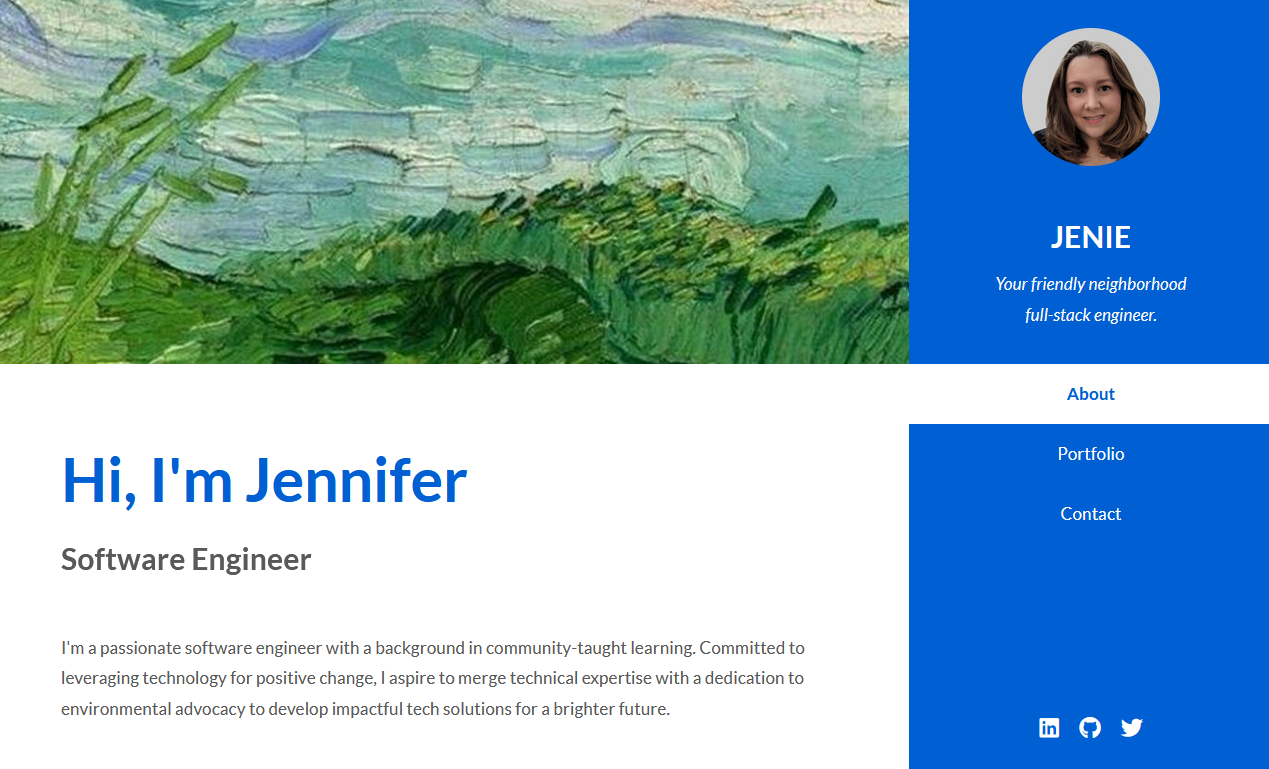 JENIE
Your friendly neighborhood
full-stack engineer.
About
Portfolio
Contact
Hi, I'm Jennifer
Software Engineer
I'm a passionate software engineer with a background in community-taught learning. Committed to
leveraging technology for positive change, I aspire to merge technical expertise with a dedication to
environmental advocacy to develop impactful tech solutions for a brighter future.
in